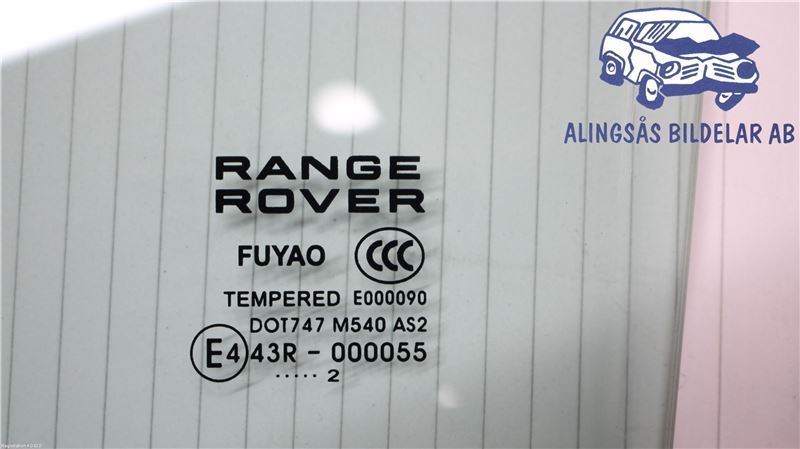 ALINGSÅS BILDELAR AB
RANGE
ROVER
FUYAO CCC
TEMPERED E000090
DOT747 M540 AS2
E4 43R - 000055
..... 2